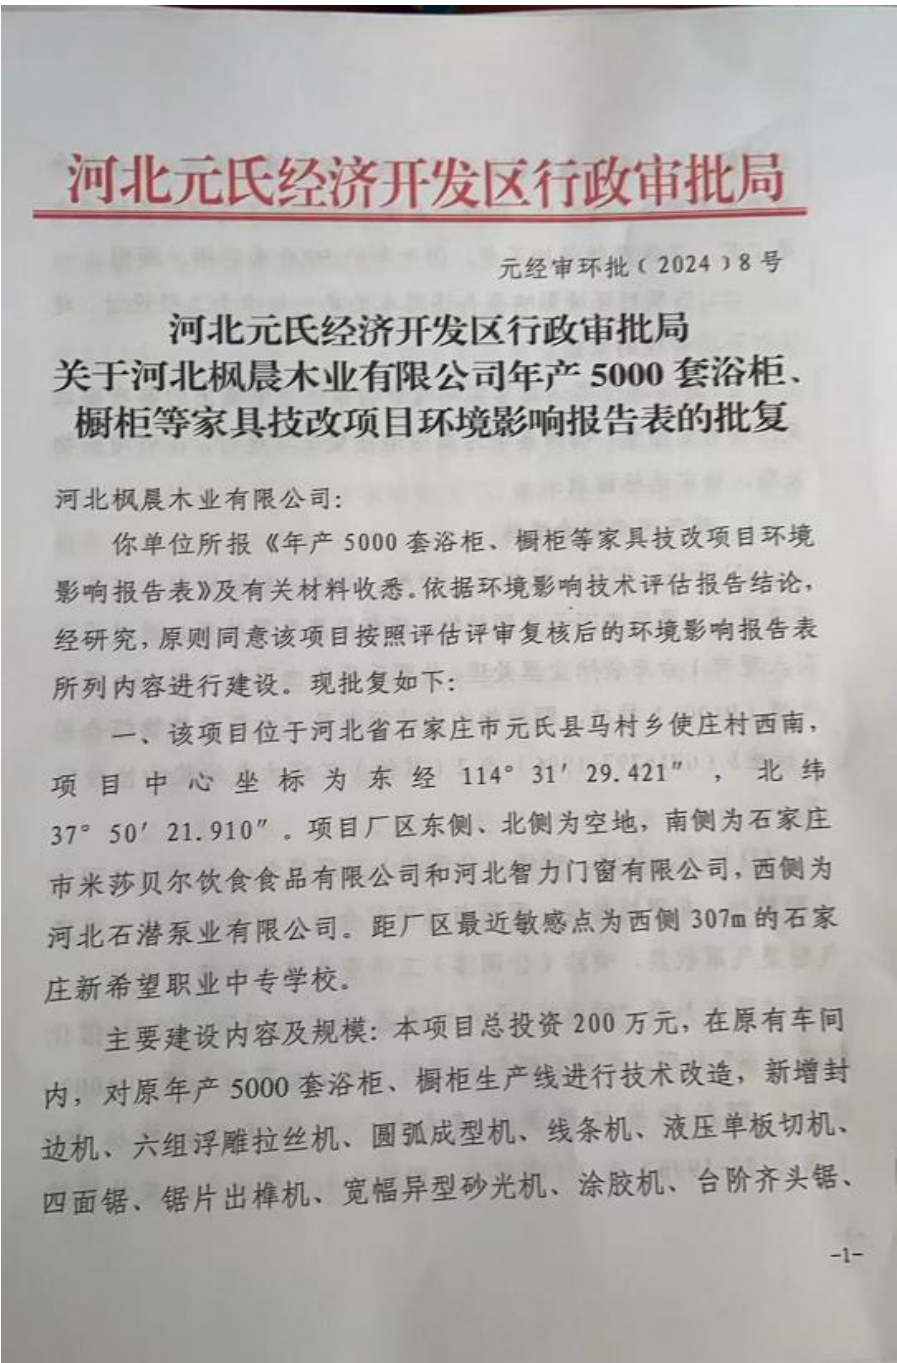 河北元氏经济开发区行政审批局
元经审环批﹝2024﹞8号
河北元氏经济开发区行政审批局
关于河北枫晨木业有限公司年产5000套浴柜、
橱柜等家具技改项目环境影响报告表的批复
河北枫晨木业有限公司：
你单位所报《年产5000套浴柜、橱柜等家具技改项目环境
影响报告表》及有关材料收悉。依据环境影响技术评估报告结论，
经研究，原则同意该项目按照评估评审复核后的环境影响报告表
所列内容进行建设。现批复如下：
一、该项目位于河北省石家庄市元氏县马村乡使庄村西南，
项目中心坐标为东经114°31′29.421″，北纬
37°50′21.910″。项目厂区东侧、北侧为空地，南侧为石家庄
市米莎贝尔饮食食品有限公司和河北智力门窗有限公司，西侧为
河北石潜泵业有限公司。距厂区最近敏感点为西侧307m的石家
庄新希望职业中专学校。
主要建设内容及规模：本项目总投资200万元，在原有车间
内，对原年产5000套浴柜、橱柜生产线进行技术改造，新增封
边机、六组浮雕拉丝机、圆弧成型机、线条机、液压单板切机、
四面锯、锯片出榫机、宽幅异型砂光机、涂胶机、台阶齐头锯、
-1-